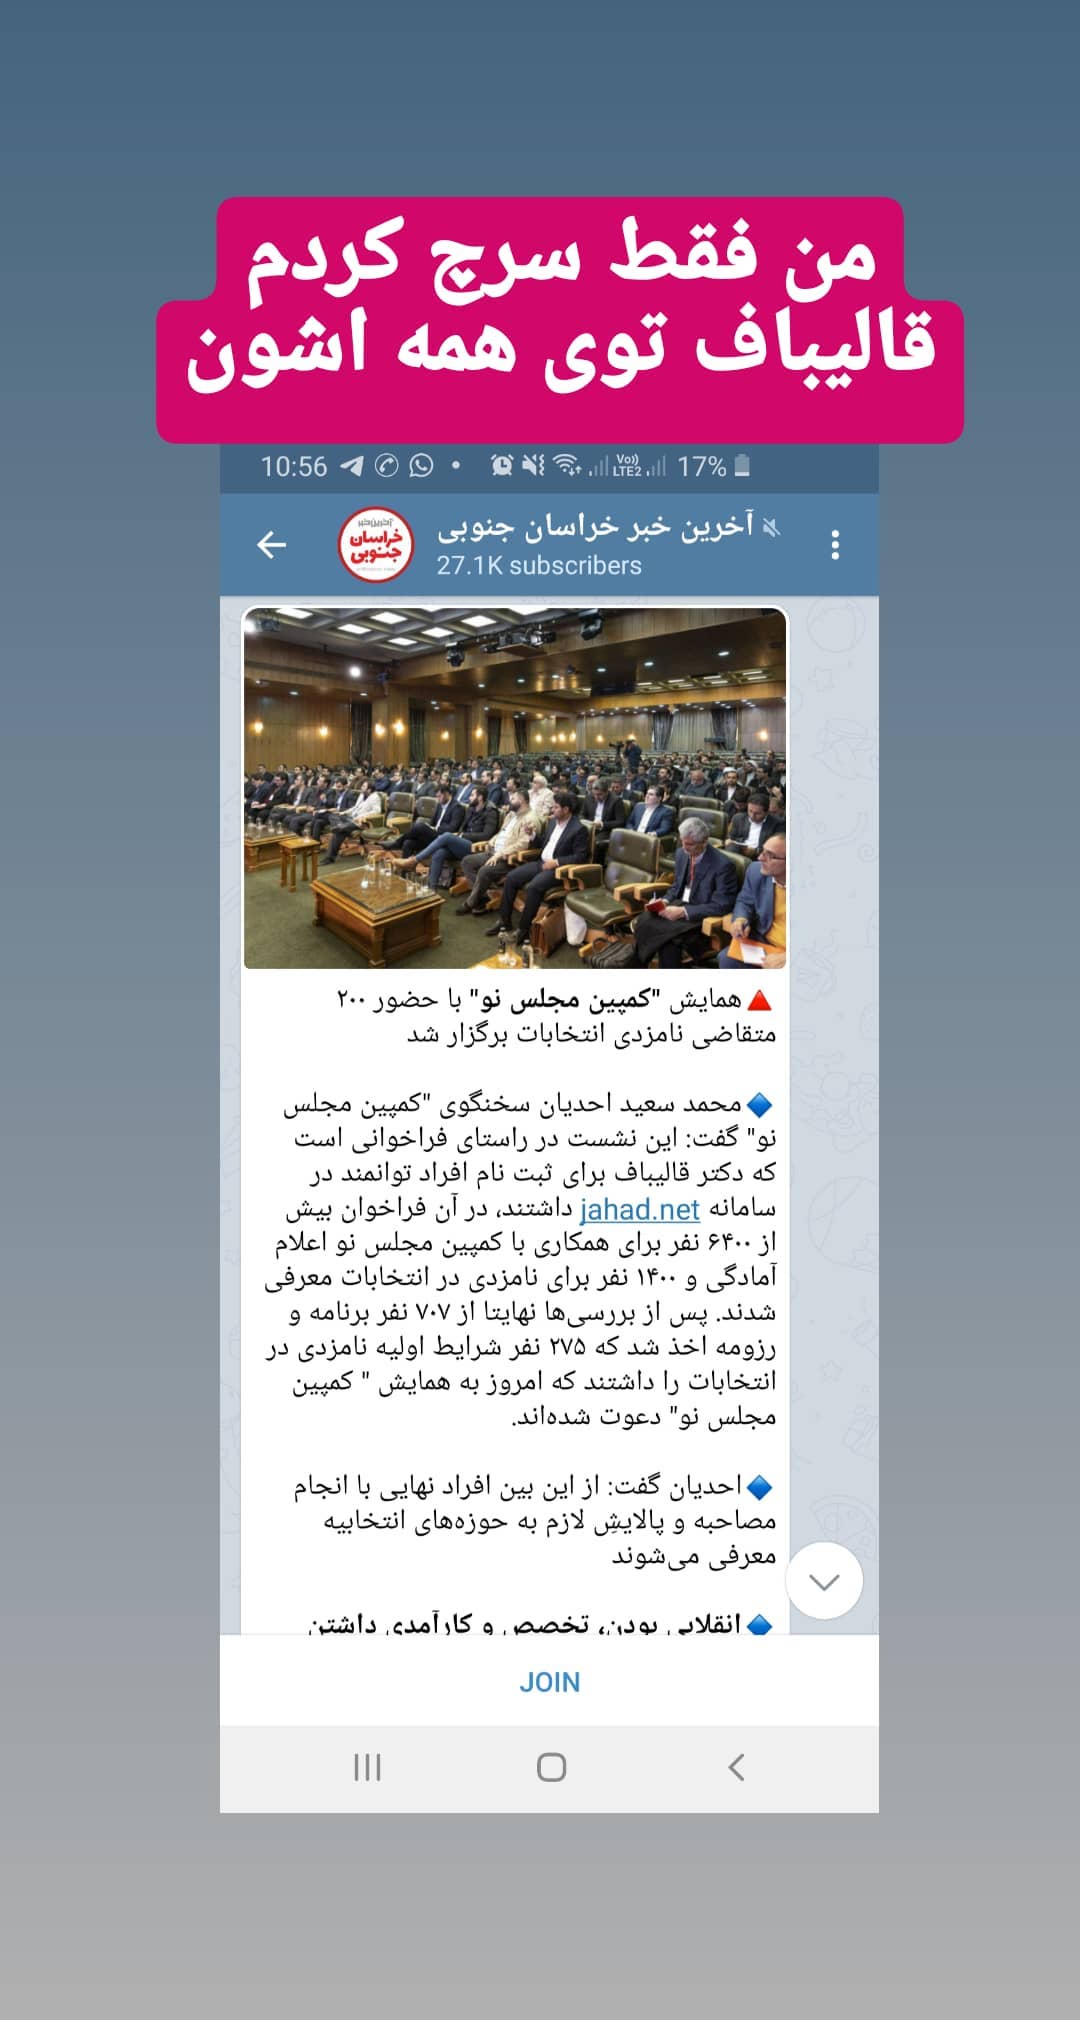 من فقط سرچ کردم
قالیباف توی همه اشون
10:56
Vo))
LTE2
17%
آخرین خبر
خراسان
جنوبی
آخرین خبر خراسان جنوبی
27.1K subscribers
🔺همایش "کمپین مجلس نو" با حضور ۲۰۰
متقاضی نامزدی انتخابات برگزار شد
🔷محمد سعید احدیان سخنگوی "کمپین مجلس
نو" گفت: این نشست در راستای فراخوانی است
که دکتر قالیباف برای ثبت نام افراد توانمند در
سامانه jahad.net داشتند، در آن فراخوان بیش
از ۶۴۰۰ نفر برای همکاری با کمپین مجلس نو اعلام
آمادگی و ۱۴۰۰ نفر برای نامزدی در انتخابات معرفی
شدند. پس از بررسی‌ها نهایتا از ۷۰۷ نفر برنامه و
رزومه اخذ شد که ۲۷۵ نفر شرایط اولیه نامزدی در
انتخابات را داشتند که امروز به همایش " کمپین
مجلس نو" دعوت شده‌اند.
🔷احدیان گفت: از این بین افراد نهایی با انجام
مصاحبه و پالایشِ لازم به حوزه‌های انتخابیه
معرفی می‌شوند
🔷انقلابی بودن، تخصص و کارآمدی داشتن
JOIN